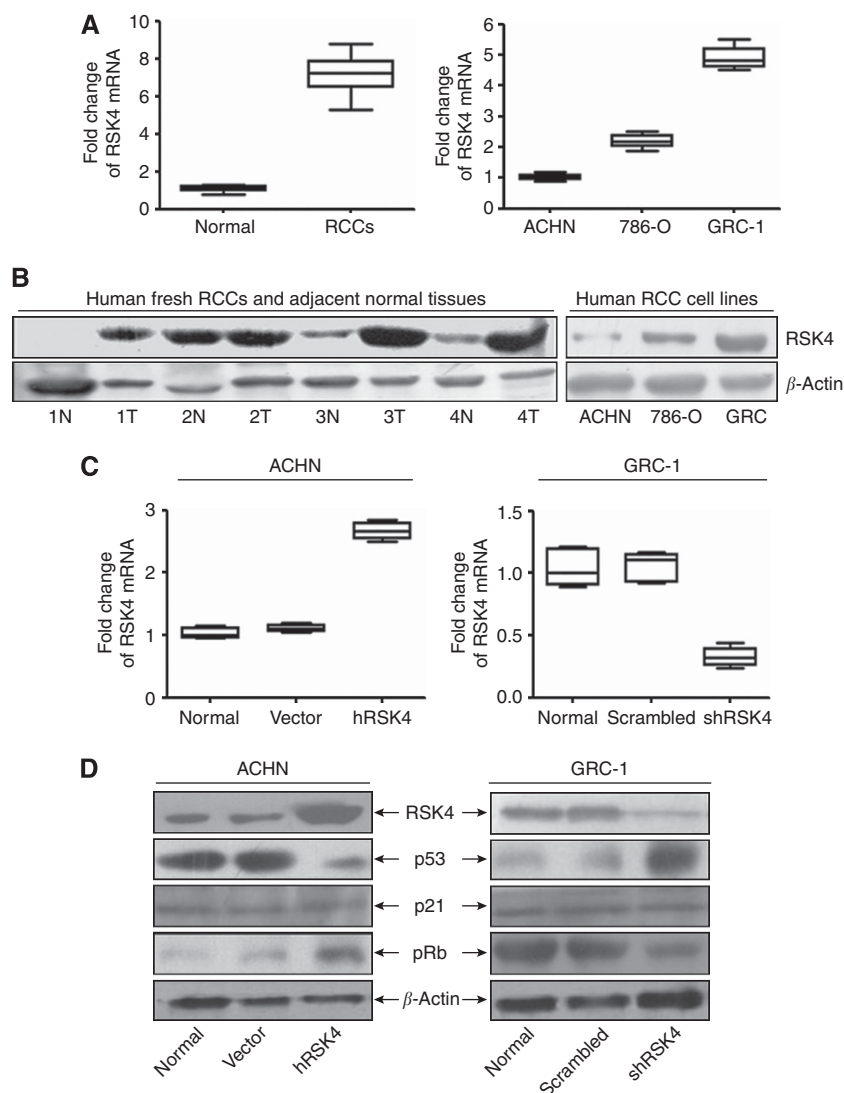 A
Fold change
of RSK4 mRNA
10
8
6
4
2
0
Normal RCCs
Fold change
of RSK4 mRNA
6
5
4
3
2
1
0
ACHN 786-O GRC-1
B
Human fresh RCCs and adjacent normal tissues
Human RCC cell lines
RSK4
β-Actin
1N 1T 2N 2T 3N 3T 4N 4T
ACHN 786-O GRC
C
ACHN
Fold change
of RSK4 mRNA
3
2
1
0
Normal Vector hRSK4
GRC-1
Fold change
of RSK4 mRNA
1.5
1.0
0.5
0.0
Normal Scrambled shRSK4
D
ACHN
GRC-1
RSK4
p53
p21
pRb
β-Actin
Normal Vector hRSK4
Normal Scrambled shRSK4